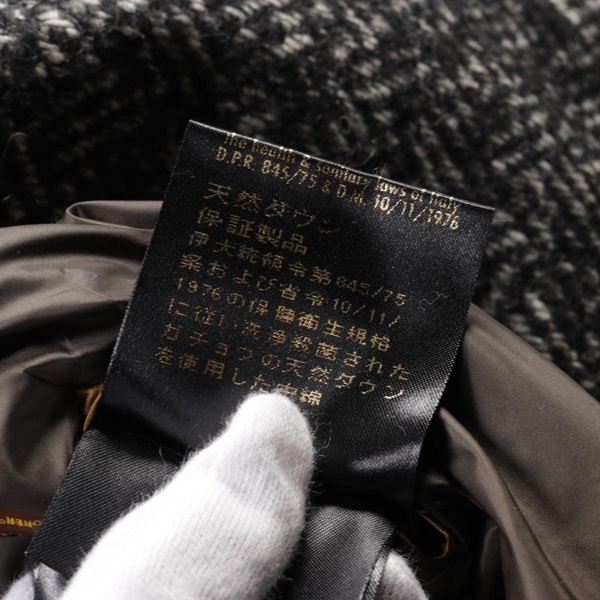 The health & sanitary laws of Italy
D.P.R. 845/75 & D.M. 10/11/1976
天然ダウン
保証製品
伊大統領令第845/75
条および省令10/11/
1976の保健衛生規格
に従い洗浄殺菌された
ガチョウの天然ダウン
を使用した中綿